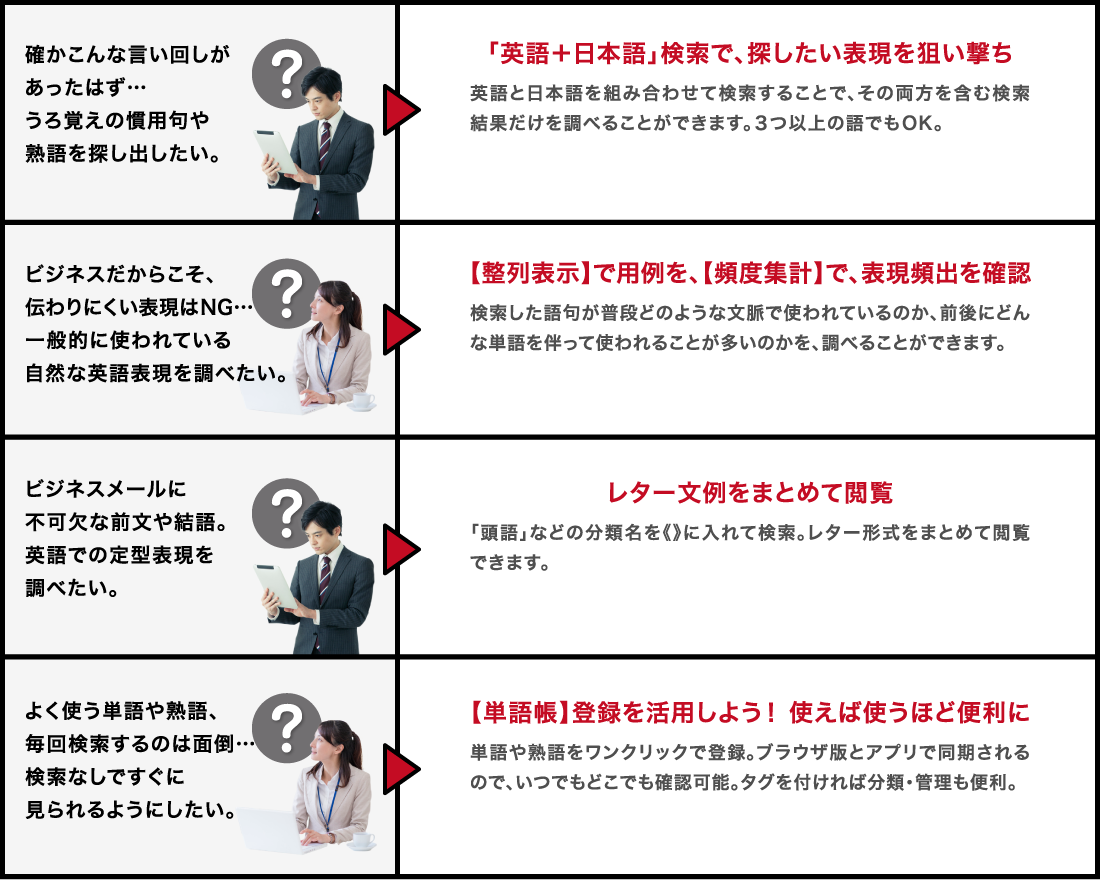 確かこんな言い回しが
あったはず…
うろ覚えの慣用句や
熟語を探し出したい。
?
「英語＋日本語」検索で、探したい表現を狙い撃ち
英語と日本語を組み合わせて検索することで、その両方を含む検索
結果だけを調べることができます。3つ以上の語でもOK。
ビジネスだからこそ、
伝わりにくい表現はNG…
一般的に使われている
自然な英語表現を調べたい。
?
【整列表示】で用例を、【頻度集計】で、表現頻出を確認
検索した語句が普段どのような文脈で使われているのか、前後にどん
な単語を伴って使われることが多いのかを、調べることができます。
ビジネスメールに
不可欠な前文や結語。
英語での定型表現を
調べたい。
?
レター文例をまとめて閲覧
「頭語」などの分類名を《》に入れて検索。レター形式をまとめて閲覧
できます。
よく使う単語や熟語、
毎回検索するのは面倒…
検索なしですぐに
見られるようにしたい。
?
【単語帳】登録を活用しよう！ 使えば使うほど便利に
単語や熟語をワンクリックで登録。ブラウザ版とアプリで同期される
ので、いつでもどこでも確認可能。タグを付ければ分類・管理も便利。